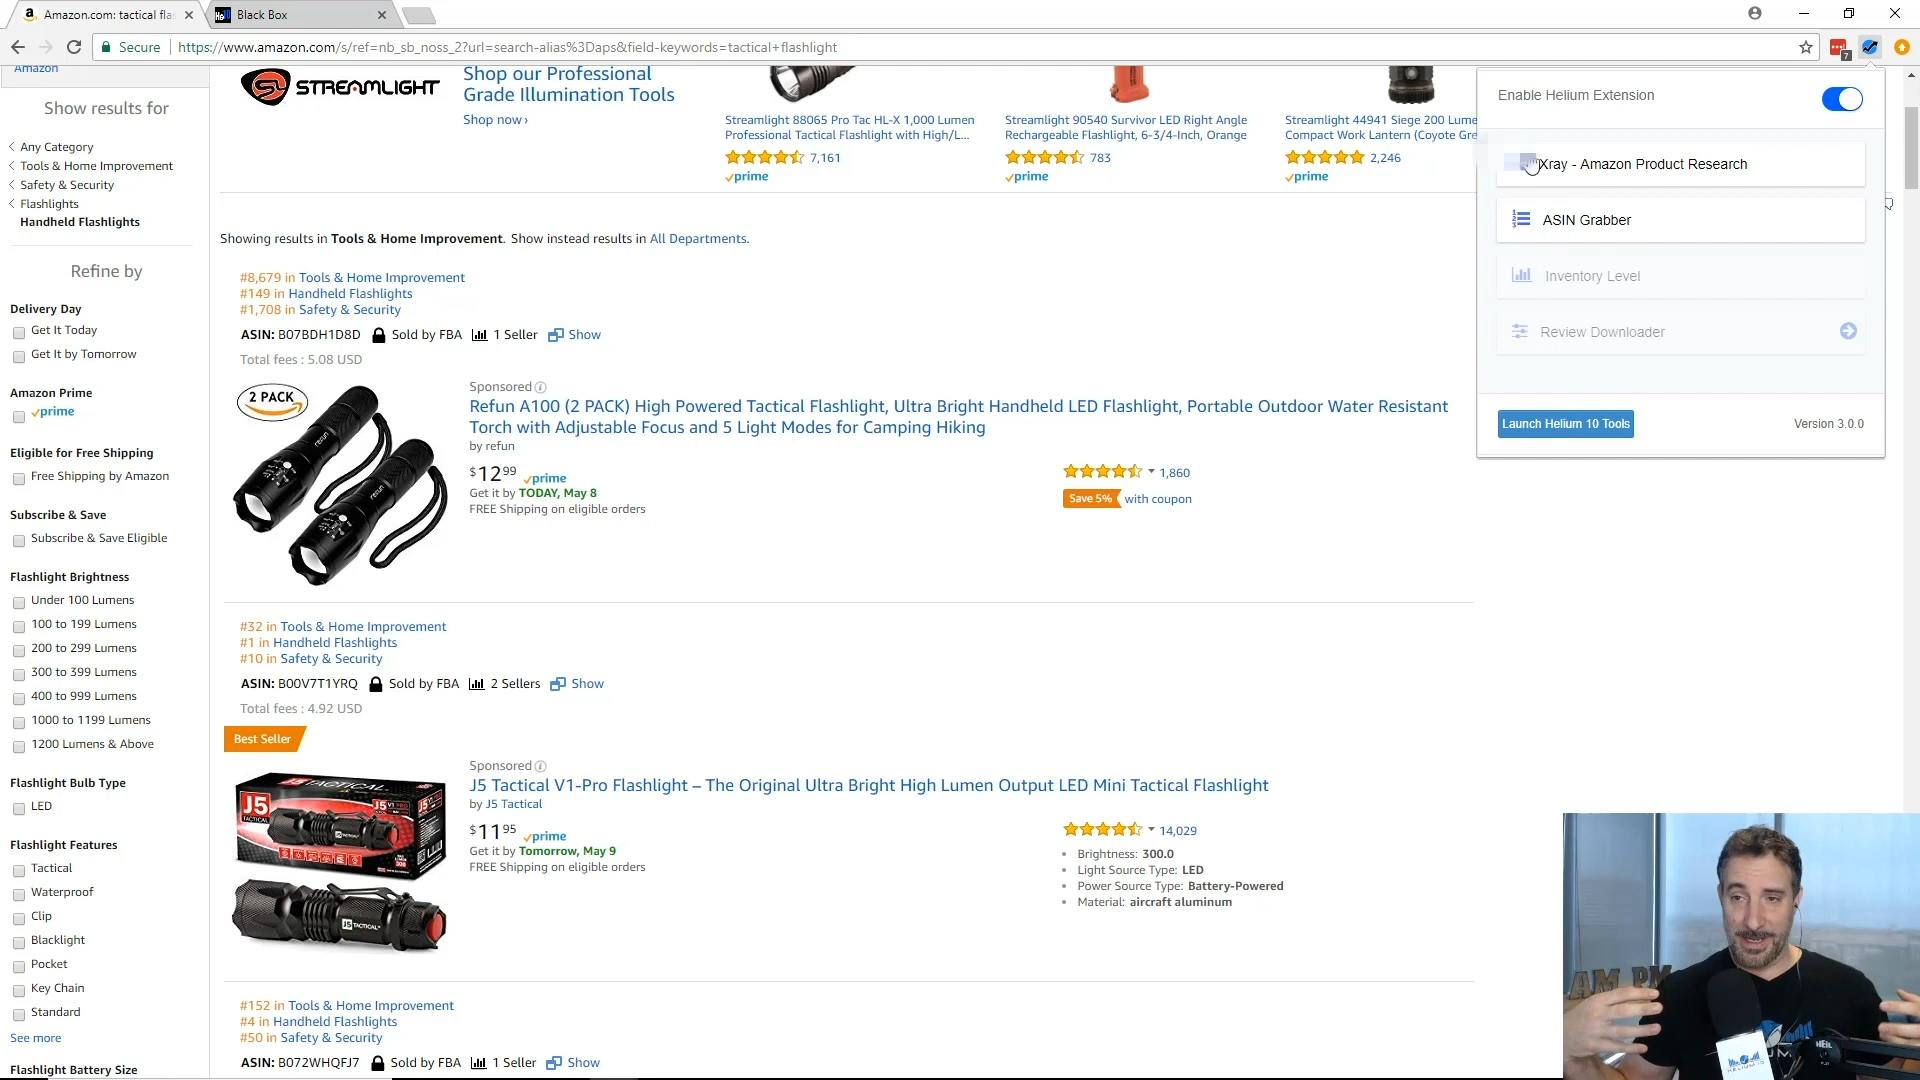 Amazon.com: tactical fla
Black Box
Secure
https://www.amazon.com/s/ref=nb_sb_noss_2?url=search-alias%3Daps&field-keywords=tactical+flashlight
7
Amazon
Show results for
Any Category
Tools & Home Improvement
Safety & Security
Flashlights
Handheld Flashlights
Refine by
Delivery Day
Get It Today
Get It by Tomorrow
Amazon Prime
prime
Eligible for Free Shipping
Free Shipping by Amazon
Subscribe & Save
Subscribe & Save Eligible
Flashlight Brightness
Under 100 Lumens
100 to 199 Lumens
200 to 299 Lumens
300 to 399 Lumens
400 to 999 Lumens
1000 to 1199 Lumens
1200 Lumens & Above
Flashlight Bulb Type
LED
Flashlight Features
Tactical
Waterproof
Clip
Blacklight
Pocket
Key Chain
Standard
See more
Flashlight Battery Size
STREAMLIGHT
Shop our Professional
Grade Illumination Tools
Shop now ›
Streamlight 88065 Pro Tac HL-X 1,000 Lumen
Professional Tactical Flashlight with High/L...
7,161
prime
Streamlight 90540 Survivor LED Right Angle
Rechargeable Flashlight, 6-3/4-Inch, Orange
783
prime
Streamlight 44941 Siege 200 Lume
Compact Work Lantern (Coyote Gre
2,246
prime
Showing results in Tools & Home Improvement. Show instead results in All Departments.
#8,679 in Tools & Home Improvement
#149 in Handheld Flashlights
#1,708 in Safety & Security
ASIN: B07BDH1D8D Sold by FBA 1 Seller Show
Total fees : 5.08 USD
2 PACK
Sponsored
Refun A100 (2 PACK) High Powered Tactical Flashlight, Ultra Bright Handheld LED Flashlight, Portable Outdoor Water Resistant
Torch with Adjustable Focus and 5 Light Modes for Camping Hiking
by refun
$12 99 prime
Get it by TODAY, May 8
FREE Shipping on eligible orders
1,860
Save 5% with coupon
#32 in Tools & Home Improvement
#1 in Handheld Flashlights
#10 in Safety & Security
ASIN: B00V7T1YRQ Sold by FBA 2 Sellers Show
Total fees : 4.92 USD
Best Seller
J5 TACTICAL
Sponsored
J5 Tactical V1-Pro Flashlight – The Original Ultra Bright High Lumen Output LED Mini Tactical Flashlight
by J5 Tactical
$11 95 prime
Get it by Tomorrow, May 9
FREE Shipping on eligible orders
14,029
Brightness: 300.0
Light Source Type: LED
Power Source Type: Battery-Powered
Material: aircraft aluminum
#152 in Tools & Home Improvement
#4 in Handheld Flashlights
#50 in Safety & Security
ASIN: B072WHQFJ7 Sold by FBA 1 Seller Show
Enable Helium Extension
Xray - Amazon Product Research
ASIN Grabber
Inventory Level
Review Downloader
Launch Helium 10 Tools
Version 3.0.0
AM PM